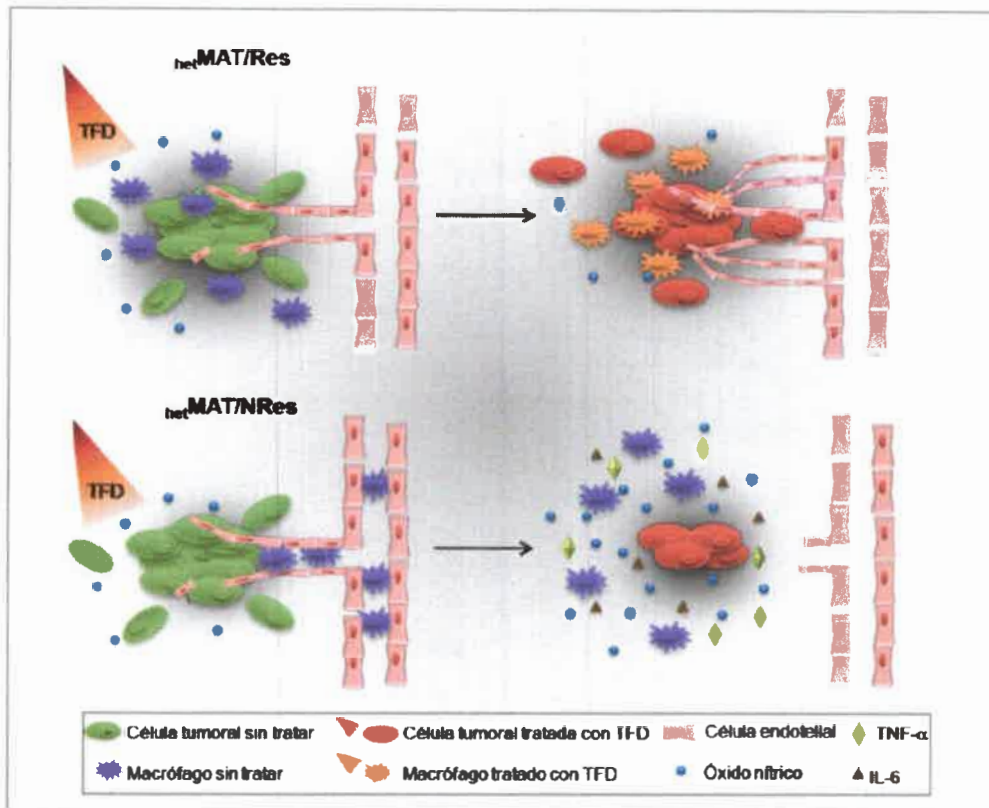 hetMAT/Res
TFD
hetMAT/NRes
TFD
Célula tumoral sin tratar
Célula tumoral tratada con TFD
Célula endotelial
TNF-α
Macrófago sin tratar
Macrófago tratado con TFD
Óxido nítrico
IL-6